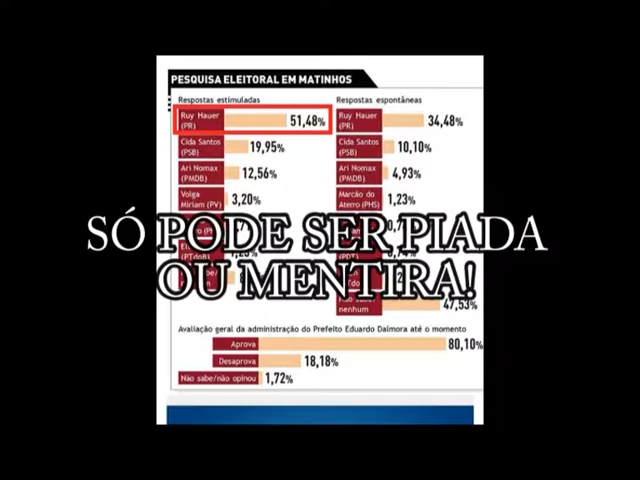 PESQUISA ELEITORAL EM MATINHOS
Respostas estimuladas
Ruy Hauer (PR) 51,48%
Cida Santos (PSB) 19,95%
Ari Nomax (PMDB) 12,56%
Volga Miriam (PV) 3,20%
Respostas espontâneas
Ruy Hauer (PR) 34,48%
Cida Santos (PSB) 10,10%
Ari Nomax (PMDB) 4,93%
Marcão do Aterro (PHS) 1,23%
(PTdoB)
(PDT)
nenhum 47,53%
SÓ PODE SER PIADA
OU MENTIRA!
Avaliação geral da administração do Prefeito Eduardo Dalmora até o momento
Aprova 80,10%
Desaprova 18,18%
Não sabe/não opinou 1,72%